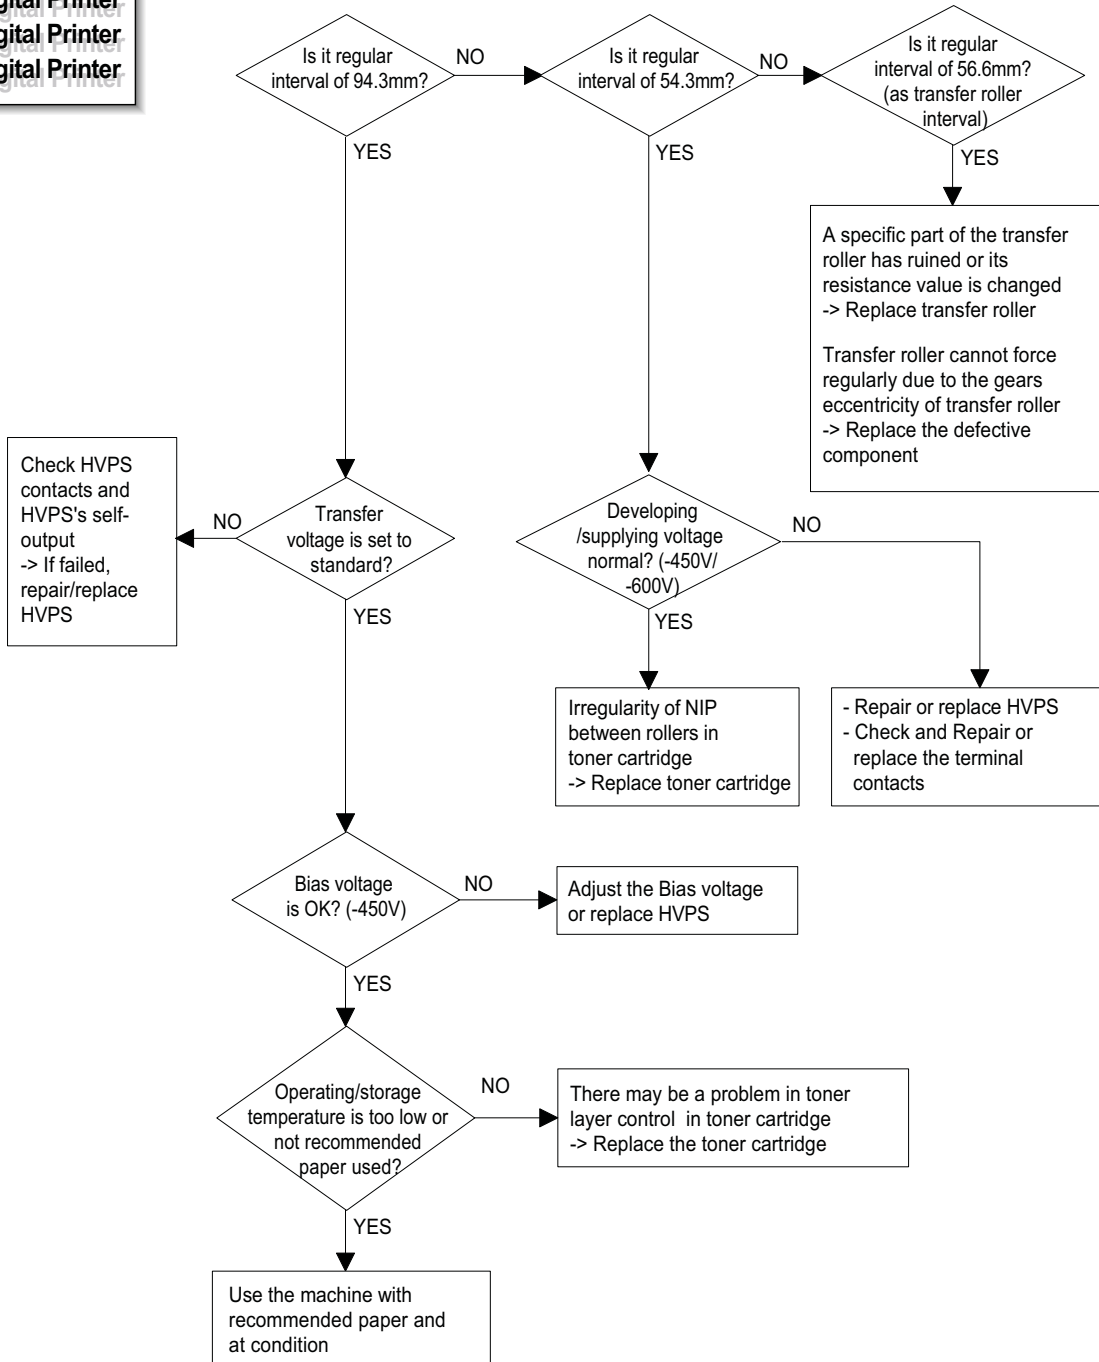 Digital Printer
Digital Printer
Is it regular
interval of 94.3mm?
NO
Is it regular
interval of 54.3mm?
NO
Is it regular
interval of 56.6mm?
(as transfer roller
interval)
YES
YES
YES
A specific part of the transfer
roller has ruined or its
resistance value is changed
-> Replace transfer roller
Transfer roller cannot force
regularly due to the gears
eccentricity of transfer roller
-> Replace the defective
component
Check HVPS
contacts and
HVPS's self-
output
-> If failed,
repair/replace
HVPS
NO
Transfer
voltage is set to
standard?
YES
Developing
/supplying voltage
normal? (-450V/
-600V)
NO
YES
Irregularity of NIP
between rollers in
toner cartridge
-> Replace toner cartridge
- Repair or replace HVPS
- Check and Repair or
replace the terminal
contacts
Bias voltage
is OK? (-450V)
NO
Adjust the Bias voltage
or replace HVPS
YES
Operating/storage
temperature is too low or
not recommended
paper used?
NO
There may be a problem in toner
layer control in toner cartridge
-> Replace the toner cartridge
YES
Use the machine with
recommended paper and
at condition